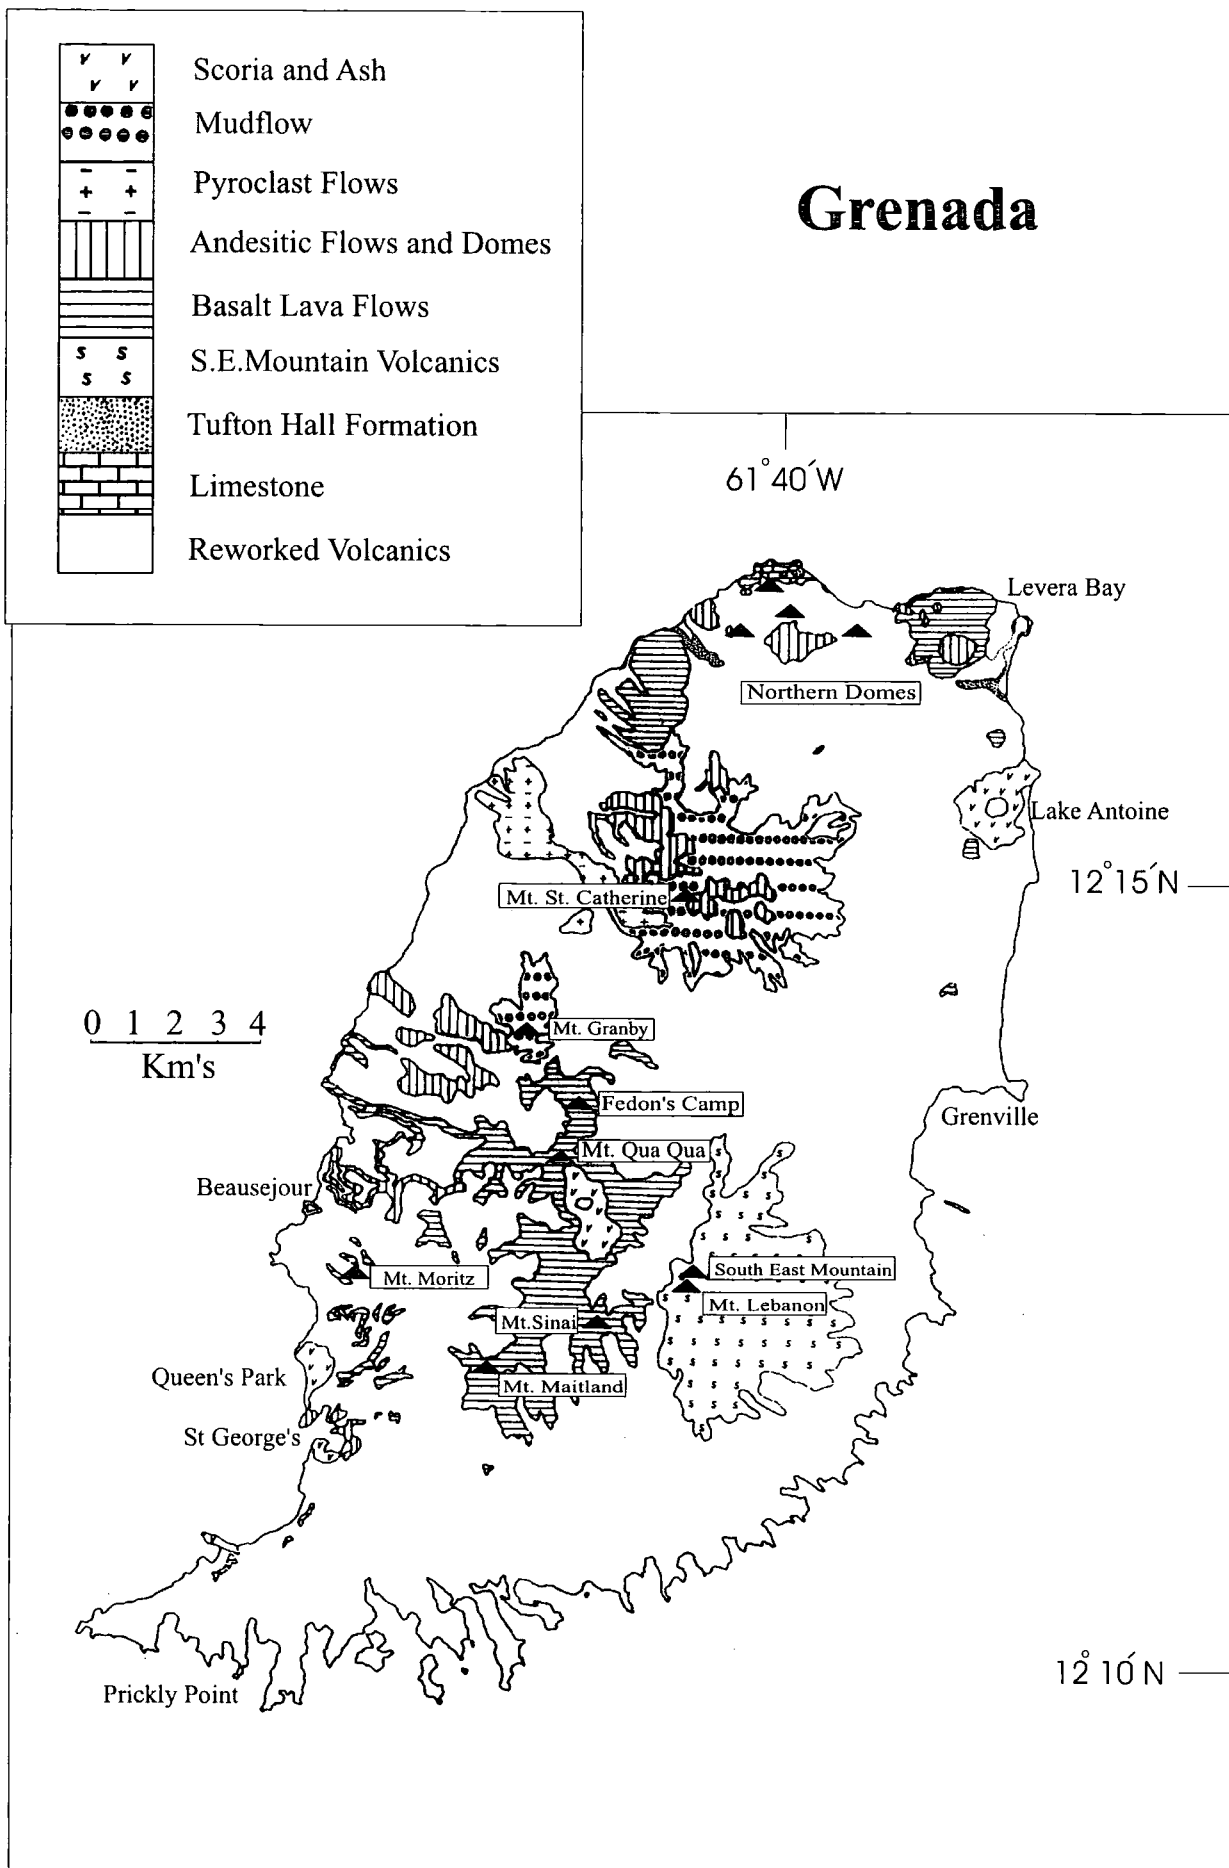 Scoria and Ash
Mudflow
Pyroclast Flows
Andesitic Flows and Domes
Basalt Lava Flows
S.E.Mountain Volcanics
Tufton Hall Formation
Limestone
Reworked Volcanics
Grenada
61°40´W
Levera Bay
Northern Domes
Lake Antoine
12°15´N
Mt. St. Catherine
0 1 2 3 4
Km's
Mt. Granby
Fedon's Camp
Grenville
Mt. Qua Qua
Beausejour
South East Mountain
Mt. Moritz
Mt. Lebanon
Mt.Sinai
Queen's Park
Mt. Maitland
St George's
12°10´N
Prickly Point